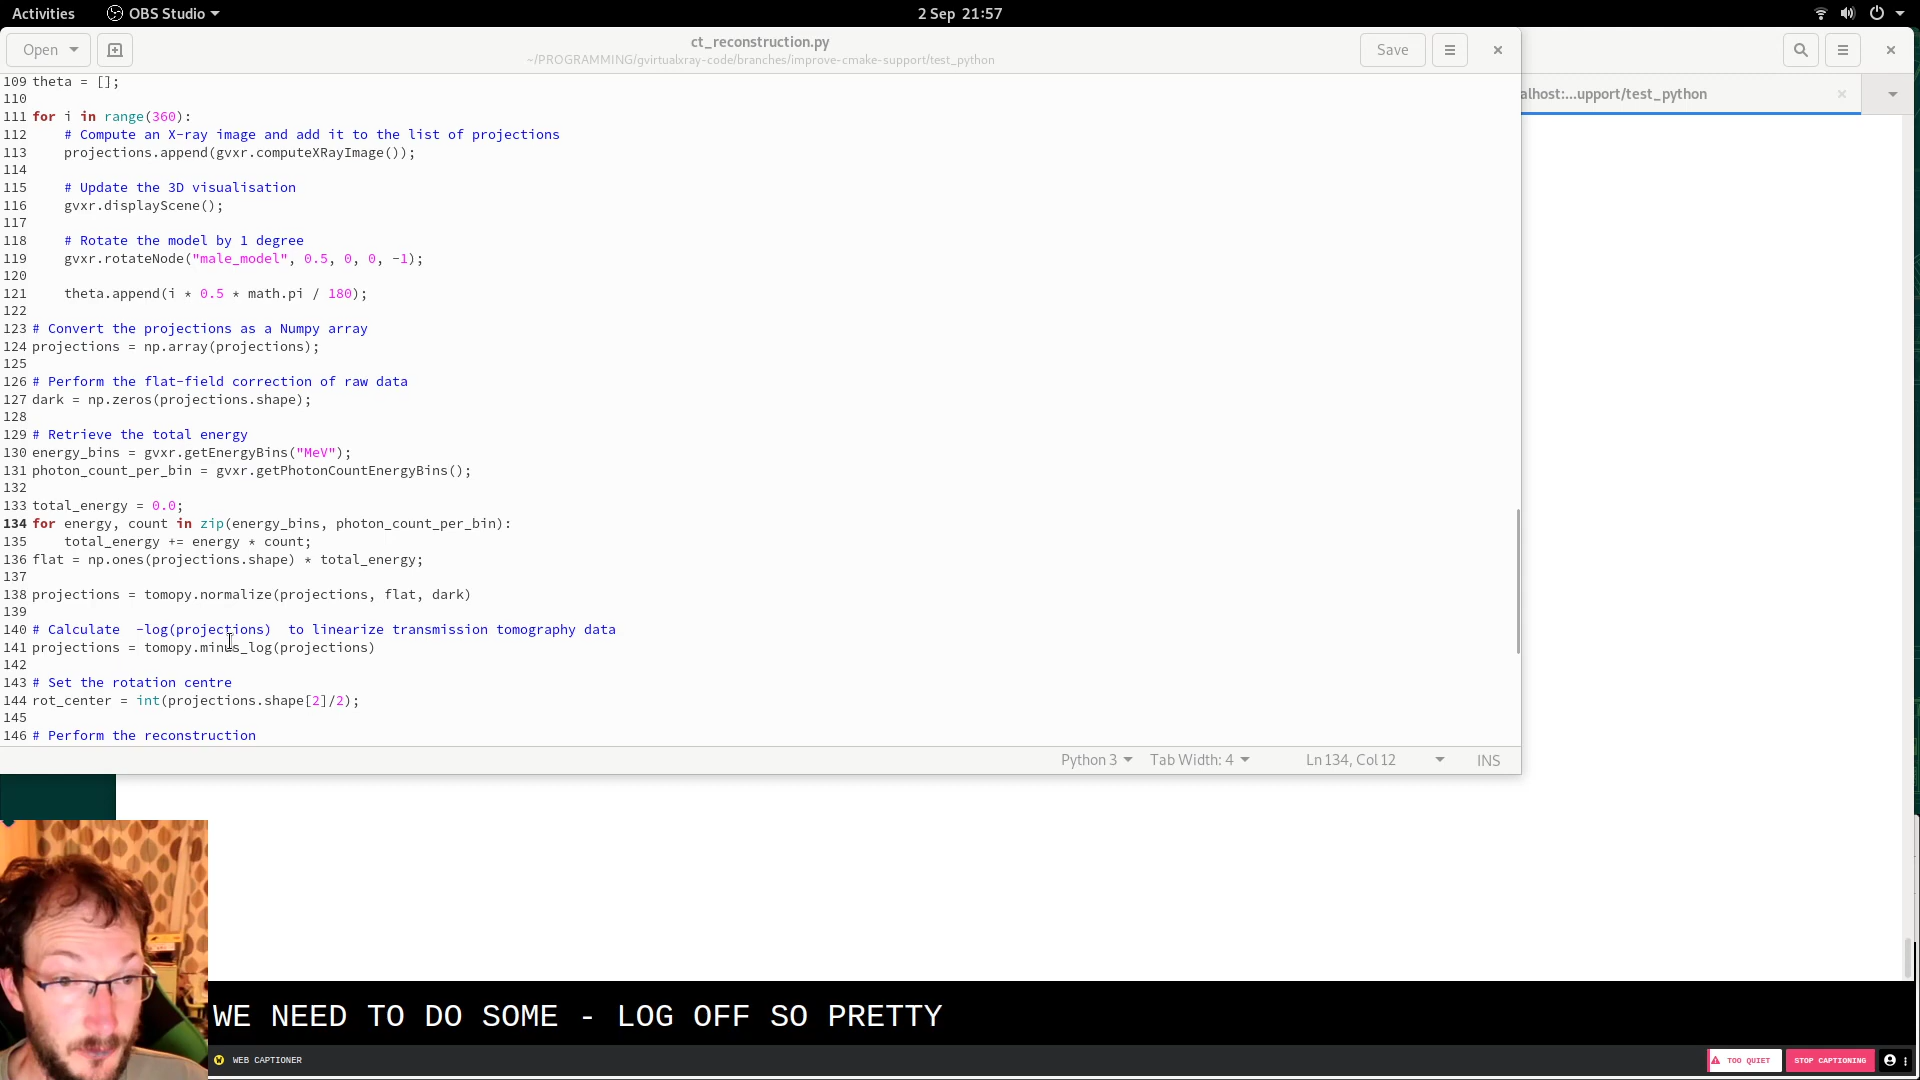 Activities OBS Studio 2 Sep 21:57
Open ct_reconstruction.py Save
~/PROGRAMMING/gvirtualxray-code/branches/improve-cmake-support/test_python
alhost:...upport/test_python
109 theta = [];
110
111 for i in range(360):
112 # Compute an X-ray image and add it to the list of projections
113 projections.append(gvxr.computeXRayImage());
114
115 # Update the 3D visualisation
116 gvxr.displayScene();
117
118 # Rotate the model by 1 degree
119 gvxr.rotateNode("male_model", 0.5, 0, 0, -1);
120
121 theta.append(i * 0.5 * math.pi / 180);
122
123 # Convert the projections as a Numpy array
124 projections = np.array(projections);
125
126 # Perform the flat-field correction of raw data
127 dark = np.zeros(projections.shape);
128
129 # Retrieve the total energy
130 energy_bins = gvxr.getEnergyBins("MeV");
131 photon_count_per_bin = gvxr.getPhotonCountEnergyBins();
132
133 total_energy = 0.0;
134 for energy, count in zip(energy_bins, photon_count_per_bin):
135 total_energy += energy * count;
136 flat = np.ones(projections.shape) * total_energy;
137
138 projections = tomopy.normalize(projections, flat, dark)
139
140 # Calculate  -log(projections)  to linearize transmission tomography data
141 projections = tomopy.minus_log(projections)
142
143 # Set the rotation centre
144 rot_center = int(projections.shape[2]/2);
145
146 # Perform the reconstruction
Python 3 Tab Width: 4 Ln 134, Col 12 INS
WE NEED TO DO SOME - LOG OFF SO PRETTY
WEB CAPTIONER TOO QUIET STOP CAPTIONING